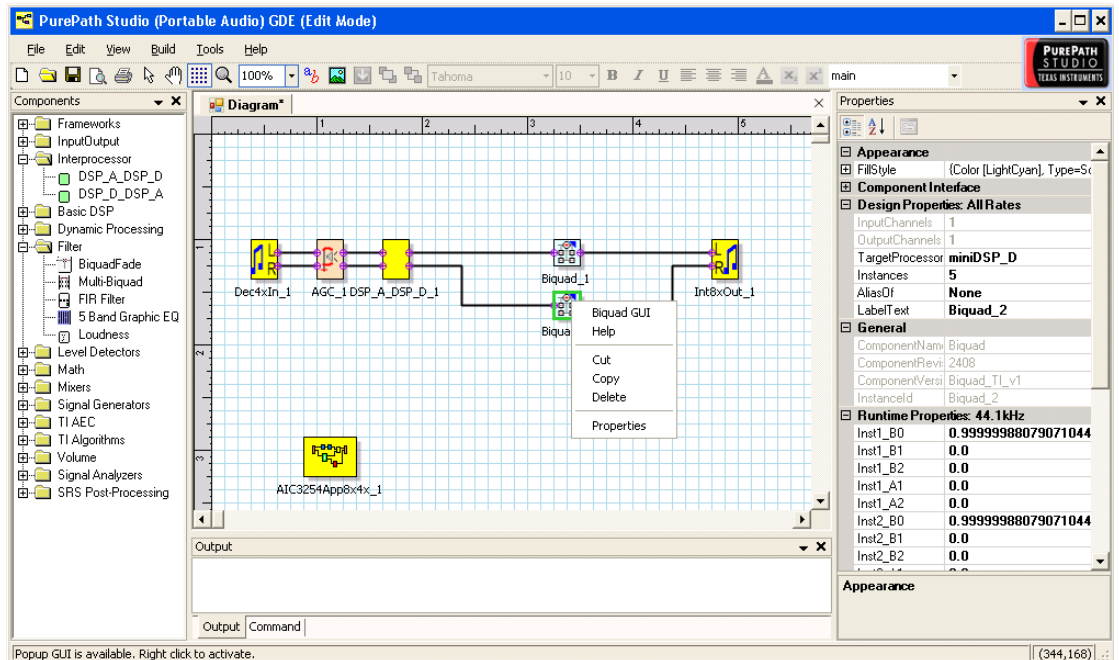 PurePath Studio (Portable Audio) GDE (Edit Mode)
File Edit View Build Tools Help
PUREPATH
STUDIO
TEXAS INSTRUMENTS
100% Tahoma 10 B I U A main
Components
Frameworks
InputOutput
Interprocessor
DSP_A_DSP_D
DSP_D_DSP_A
Basic DSP
Dynamic Processing
Filter
BiquadFade
Multi-Biquad
FIR Filter
5 Band Graphic EQ
Loudness
Level Detectors
Math
Mixers
Signal Generators
TI AEC
TI Algorithms
Volume
Signal Analyzers
SRS Post-Processing
Diagram*
1 2 3 4 5
1
2
3
L
R
Dec4xIn_1
AGC_1
DSP_A_DSP_D_1
Biquad_1
L
R
Int8xOut_1
Biqua
Biquad GUI
Help
Cut
Copy
Delete
Properties
AIC3254App8x4x_1
Output
Output Command
Properties
Appearance
FillStyle {Color [LightCyan], Type=So
Component Interface
Design Properties: All Rates
InputChannels 1
OutputChannels 1
TargetProcessor miniDSP_D
Instances 5
AliasOf None
LabelText Biquad_2
General
ComponentNam Biquad
ComponentRevi 2408
ComponentVersi Biquad_TI_v1
InstanceId Biquad_2
Runtime Properties: 44.1kHz
Inst1_B0 0.99999988079071044
Inst1_B1 0.0
Inst1_B2 0.0
Inst1_A1 0.0
Inst1_A2 0.0
Inst2_B0 0.99999988079071044
Inst2_B1 0.0
Inst2_B2 0.0
Appearance
Popup GUI is available. Right click to activate.
(344,168)